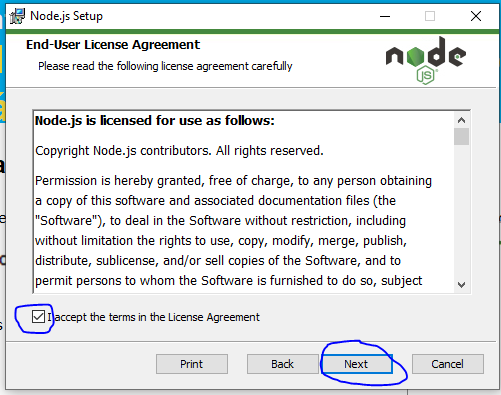 Node.js Setup
End-User License Agreement
Please read the following license agreement carefully
node
JS
Node.js is licensed for use as follows:
Copyright Node.js contributors. All rights reserved.
Permission is hereby granted, free of charge, to any person obtaining
a copy of this software and associated documentation files (the
"Software"), to deal in the Software without restriction, including
without limitation the rights to use, copy, modify, merge, publish,
distribute, sublicense, and/or sell copies of the Software, and to
permit persons to whom the Software is furnished to do so, subject
I accept the terms in the License Agreement
Print
Back
Next
Cancel